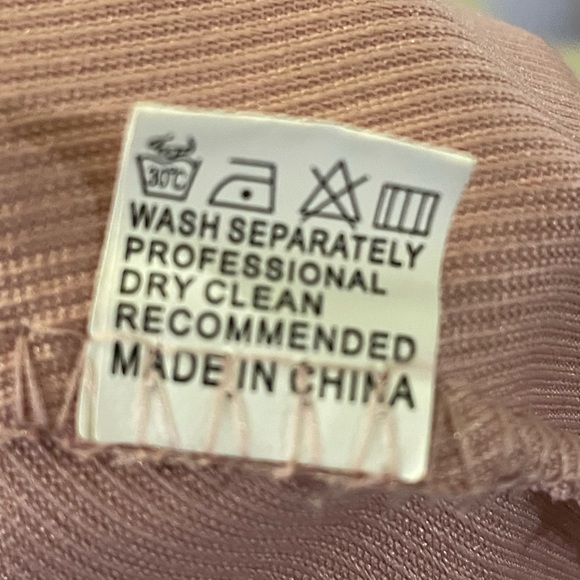 30°C
WASH SEPARATELY
PROFESSIONAL
DRY CLEAN
RECOMMENDED
MADE IN CHINA